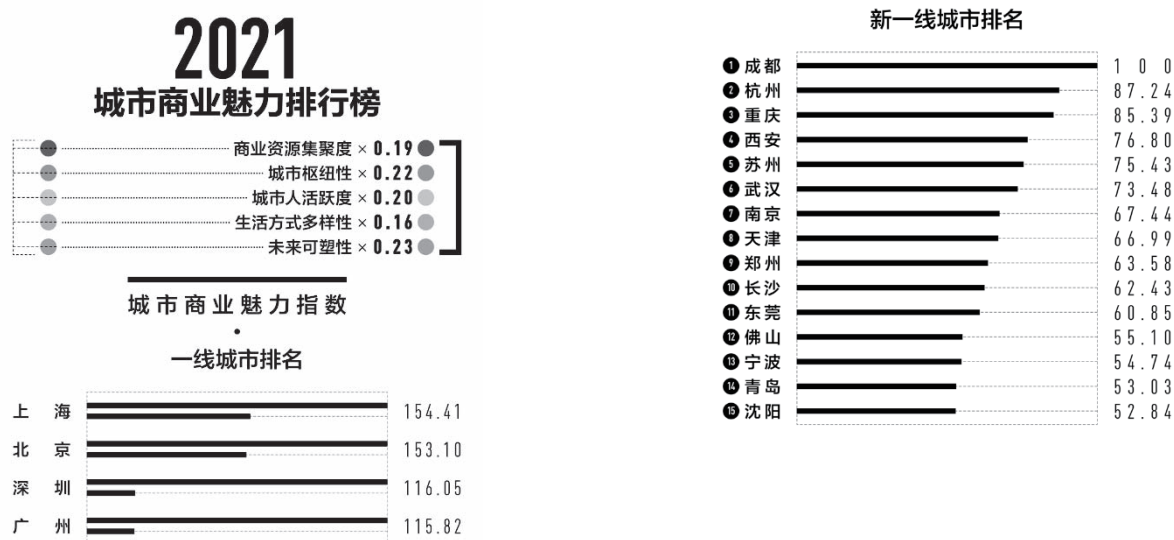 2021
城市商业魅力排行榜
商业资源集聚度 × 0.19
城市枢纽性 × 0.22
城市人活跃度 × 0.20
生活方式多样性 × 0.16
未来可塑性 × 0.23
城市商业魅力指数
·
一线城市排名
上海 154.41
北京 153.10
深圳 116.05
广州 115.82
新一线城市排名
1 成都 100
2 杭州 87.24
3 重庆 85.39
4 西安 76.80
5 苏州 75.43
6 武汉 73.48
7 南京 67.44
8 天津 66.99
9 郑州 63.58
10 长沙 62.43
11 东莞 60.85
12 佛山 55.10
13 宁波 54.74
14 青岛 53.03
15 沈阳 52.84